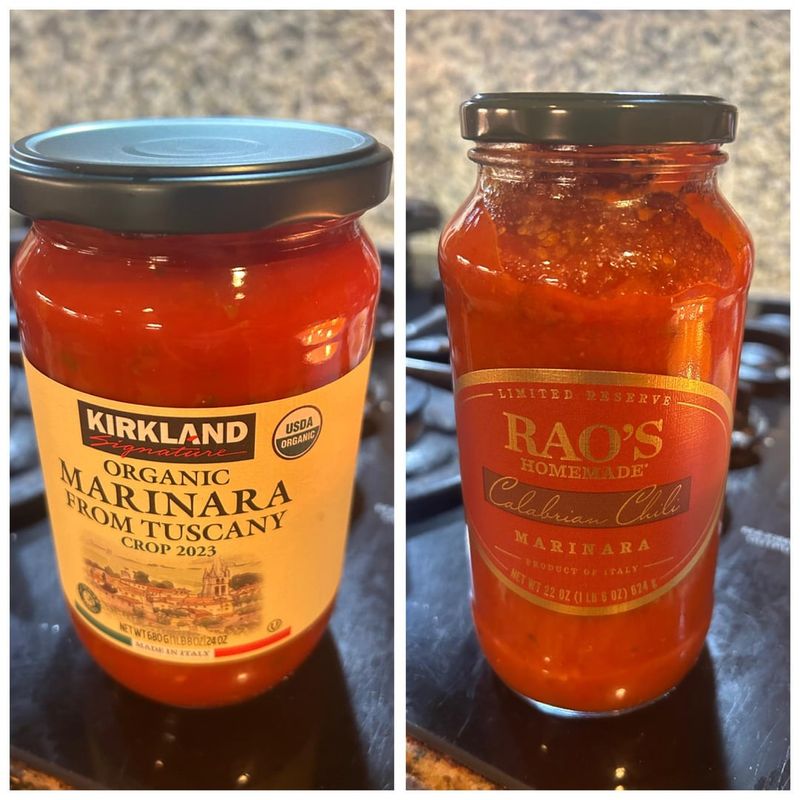 KIRKLAND
Signature
USDA
ORGANIC
ORGANIC
MARINARA
FROM TUSCANY
CROP 2023
NET WT 680 G (1 LB 8 OZ) 24 OZ
MADE IN ITALY
LIMITED RESERVE
RAO'S
HOMEMADE
Calabrian Chili
MARINARA
PRODUCT OF ITALY
NET WT 22 OZ (1 LB 6 OZ) 624 g